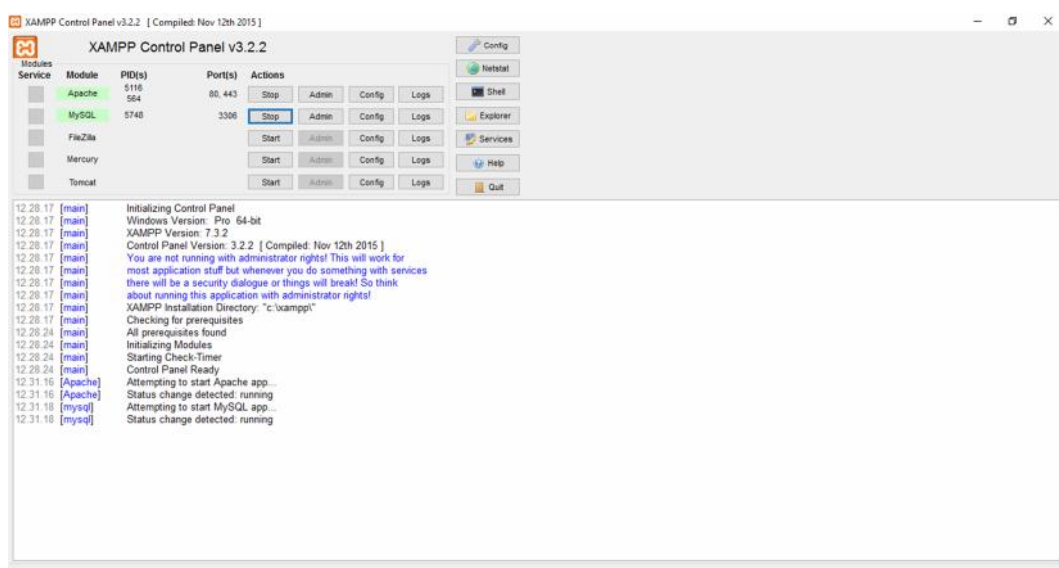 XAMPP Control Panel v3.2.2 [ Compiled: Nov 12th 2015 ]
XAMPP Control Panel v3.2.2
Config
Modules
Service Module PID(s) Port(s) Actions
Netstat
Apache 5116 564 80, 443 Stop Admin Config Logs
Shell
MySQL 5748 3306 Stop Admin Config Logs
Explorer
FileZilla Start Admin Config Logs
Services
Mercury Start Admin Config Logs
Help
Tomcat Start Admin Config Logs
Quit
12.28.17 [main] Initializing Control Panel
12.28.17 [main] Windows Version: Pro 64-bit
12.28.17 [main] XAMPP Version: 7.3.2
12.28.17 [main] Control Panel Version: 3.2.2 [ Compiled: Nov 12th 2015 ]
12.28.17 [main] You are not running with administrator rights! This will work for
12.28.17 [main] most application stuff but whenever you do something with services
12.28.17 [main] there will be a security dialogue or things will break! So think
12.28.17 [main] about running this application with administrator rights!
12.28.17 [main] XAMPP Installation Directory: "c:\xampp\"
12.28.17 [main] Checking for prerequisites
12.28.24 [main] All prerequisites found
12.28.24 [main] Initializing Modules
12.28.24 [main] Starting Check-Timer
12.28.24 [main] Control Panel Ready
12.31.16 [Apache] Attempting to start Apache app...
12.31.16 [Apache] Status change detected: running
12.31.18 [mysql] Attempting to start MySQL app...
12.31.18 [mysql] Status change detected: running